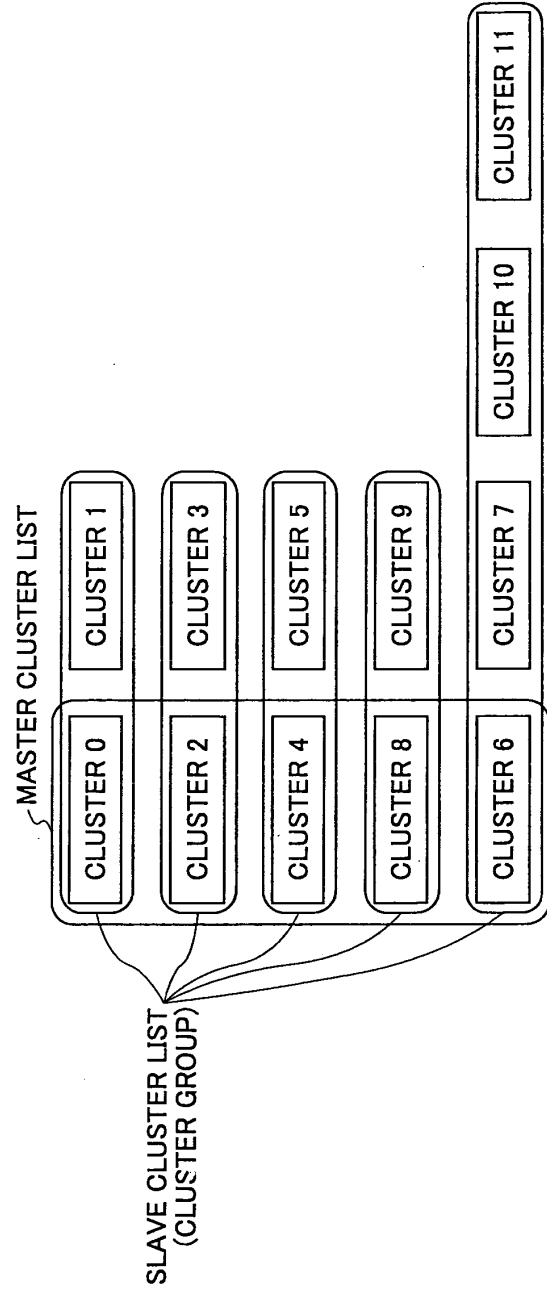 MASTER CLUSTER LIST
CLUSTER 0
CLUSTER 1
CLUSTER 2
CLUSTER 3
CLUSTER 4
CLUSTER 5
CLUSTER 8
CLUSTER 9
CLUSTER 6
CLUSTER 7
CLUSTER 10
CLUSTER 11
SLAVE CLUSTER LIST
(CLUSTER GROUP)